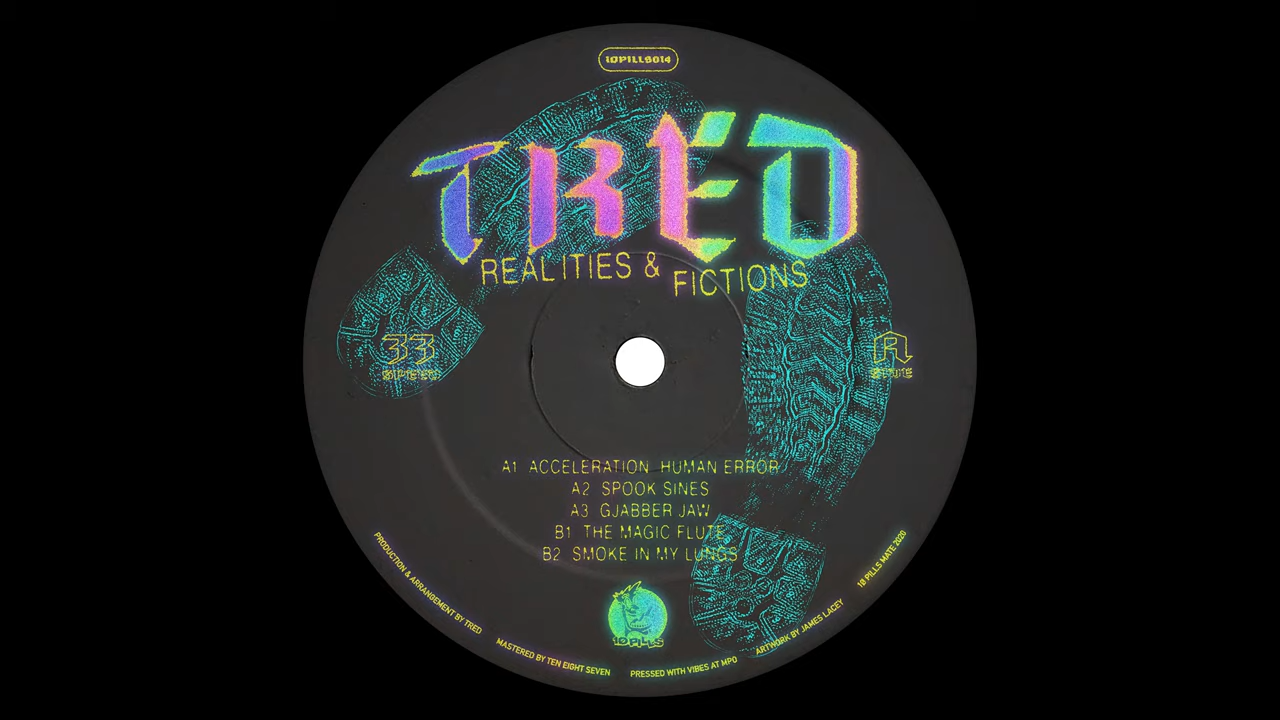 10PILLS014
TRED
REALITIES & FICTIONS
33
SPEED
A
SIDE
A1 ACCELERATION HUMAN ERROR
A2 SPOOK SINES
A3 GJABBER JAW
B1 THE MAGIC FLUTE
B2 SMOKE IN MY LUNGS
10PILLS
PRODUCTION & ARRANGEMENT BY TRED
MASTERED BY TEN EIGHT SEVEN
PRESSED WITH VIBES AT MPO
ARTWORK BY JAMES LACEY
10 PILLS MATE 2020